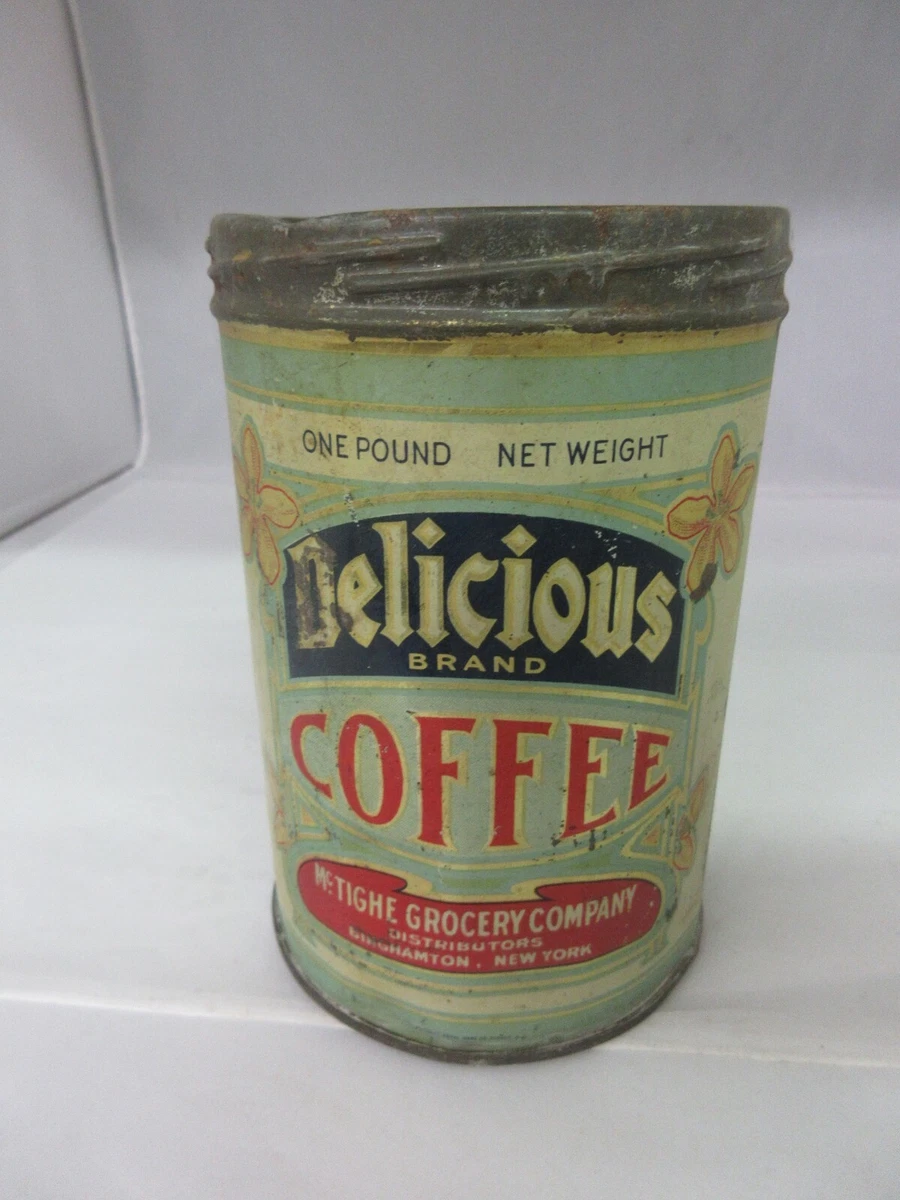 ONE POUND NET WEIGHT
Delicious
BRAND
COFFEE
McTIGHE GROCERY COMPANY
DISTRIBUTORS
BINGHAMTON, NEW YORK